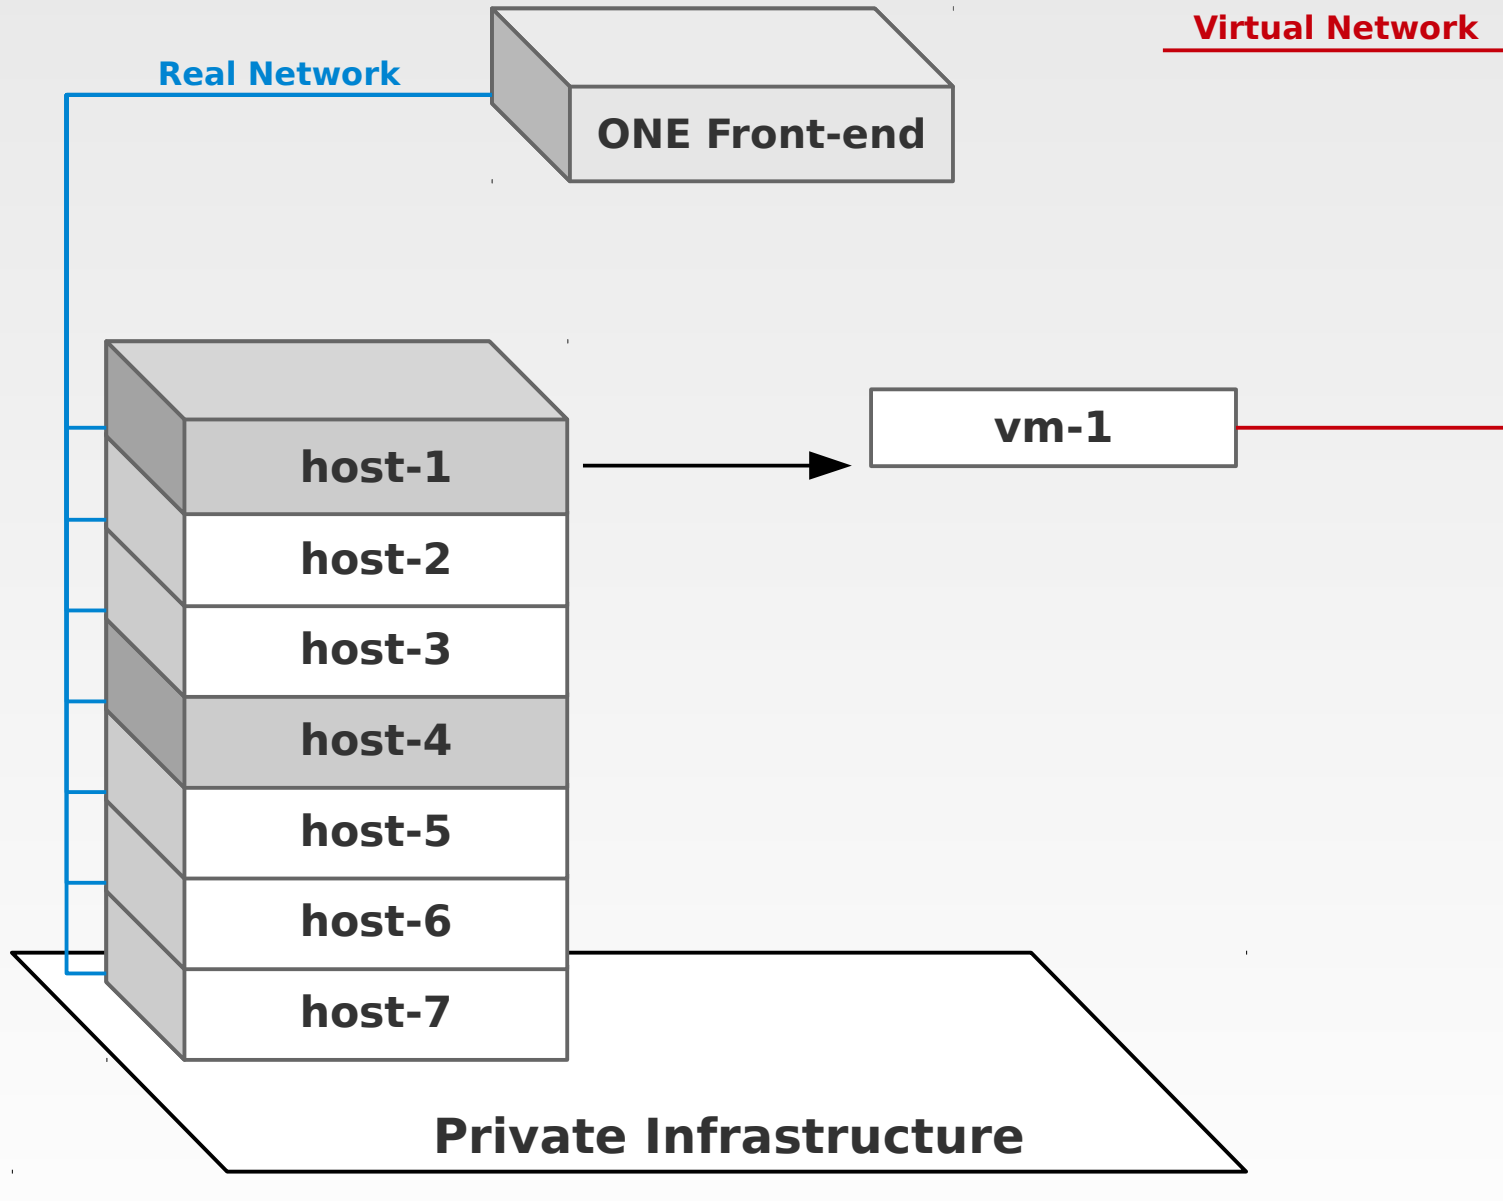 Virtual Network
Real Network
ONE Front-end
vm-1
host-1
host-2
host-3
host-4
host-5
host-6
host-7
Private Infrastructure